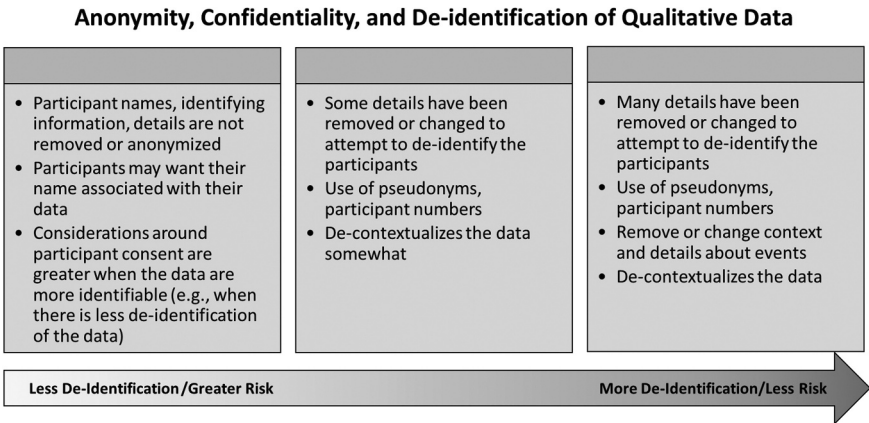 Anonymity, Confidentiality, and De-identification of Qualitative Data
• Participant names, identifying
information, details are not
removed or anonymized
• Participants may want their
name associated with their
data
• Considerations around
participant consent are
greater when the data are
more identifiable (e.g., when
there is less de-identification
of the data)
• Some details have been
removed or changed to
attempt to de-identify the
participants
• Use of pseudonyms,
participant numbers
• De-contextualizes the data
somewhat
• Many details have been
removed or changed to
attempt to de-identify the
participants
• Use of pseudonyms,
participant numbers
• Remove or change context
and details about events
• De-contextualizes the data
Less De-Identification/Greater Risk
More De-Identification/Less Risk